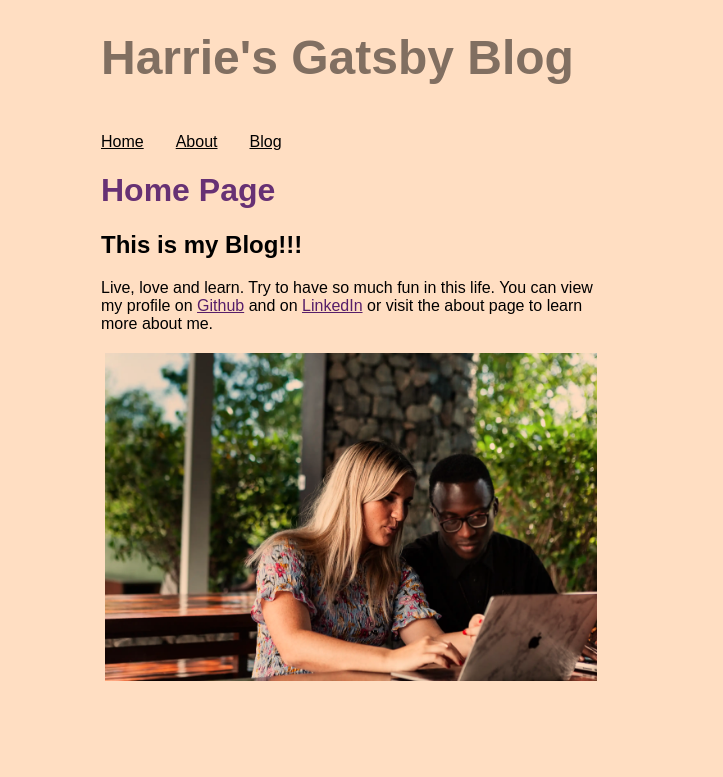 Harrie's Gatsby Blog
Home About Blog
Home Page
This is my Blog!!!
Live, love and learn. Try to have so much fun in this life. You can view
my profile on Github and on LinkedIn or visit the about page to learn
more about me.